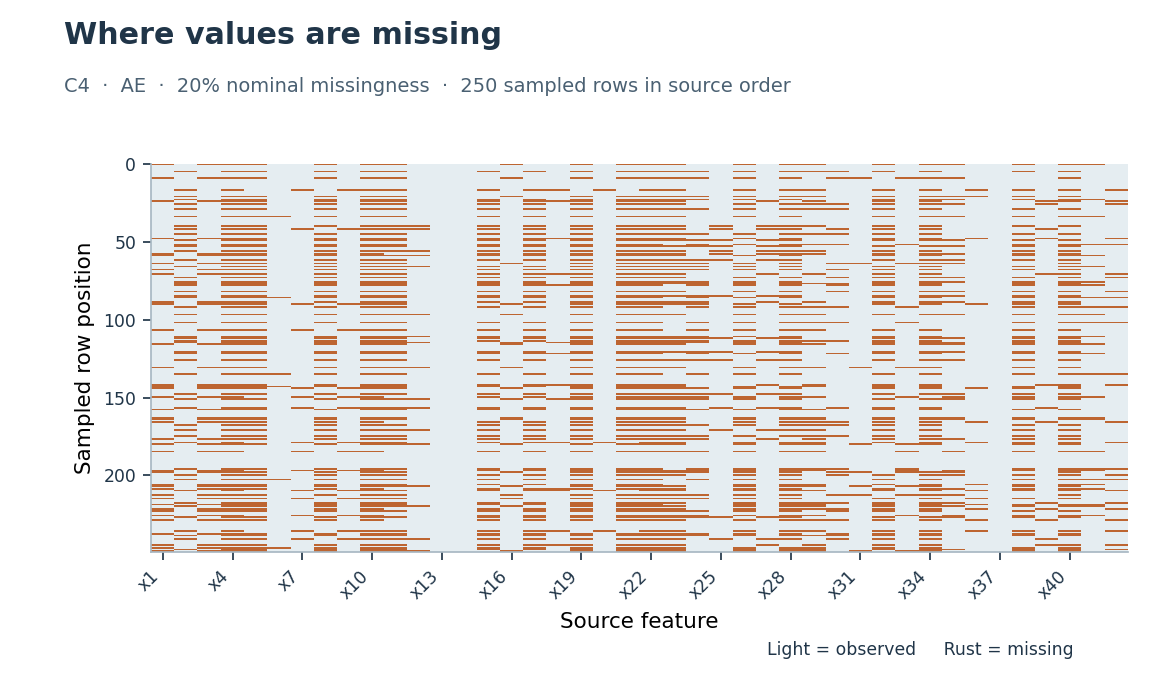 Where values are missing
C4 · AE · 20% nominal missingness · 250 sampled rows in source order
0
50
100
150
200
Sampled row position
x1 x4 x7 x10 x13 x16 x19 x22 x25 x28 x31 x34 x37 x40
Source feature
Light = observed Rust = missing